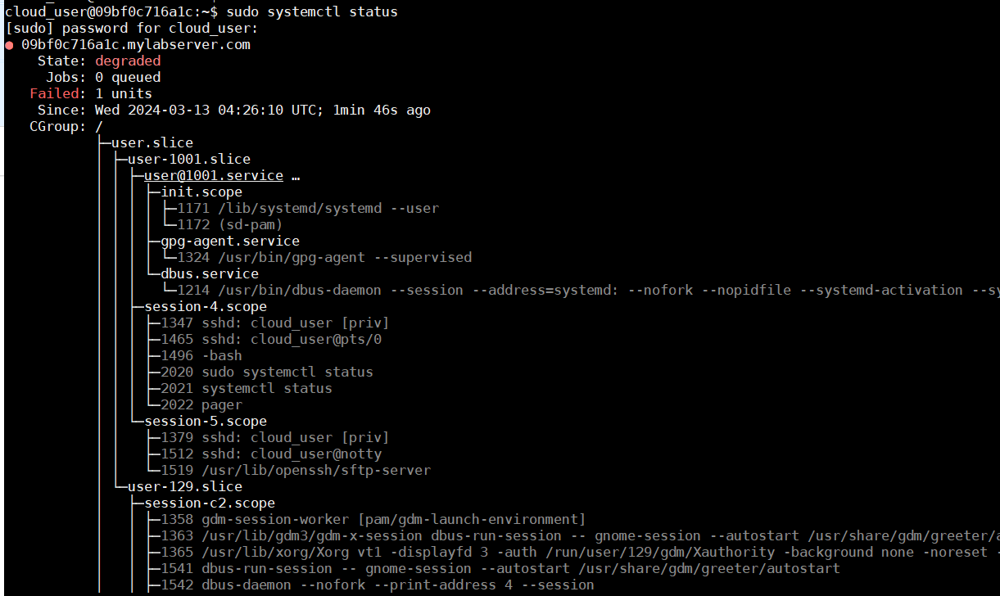 cloud_user@09bf0c716a1c:~$ sudo systemctl status
[sudo] password for cloud_user:
● 09bf0c716a1c.mylabserver.com
    State: degraded
     Jobs: 0 queued
   Failed: 1 units
    Since: Wed 2024-03-13 04:26:10 UTC; 1min 46s ago
   CGroup: /
           ├─user.slice
           │ ├─user-1001.slice
           │ │ ├─user@1001.service …
           │ │ │ ├─init.scope
           │ │ │ │ ├─1171 /lib/systemd/systemd --user
           │ │ │ │ └─1172 (sd-pam)
           │ │ │ ├─gpg-agent.service
           │ │ │ │ └─1324 /usr/bin/gpg-agent --supervised
           │ │ │ └─dbus.service
           │ │ │   └─1214 /usr/bin/dbus-daemon --session --address=systemd: --nofork --nopidfile --systemd-activation --sy
           │ │ ├─session-4.scope
           │ │ │ ├─1347 sshd: cloud_user [priv]
           │ │ │ ├─1465 sshd: cloud_user@pts/0
           │ │ │ ├─1496 -bash
           │ │ │ ├─2020 sudo systemctl status
           │ │ │ ├─2021 systemctl status
           │ │ │ └─2022 pager
           │ │ └─session-5.scope
           │ │   ├─1379 sshd: cloud_user [priv]
           │ │   ├─1512 sshd: cloud_user@notty
           │ │   └─1519 /usr/lib/openssh/sftp-server
           │ └─user-129.slice
           │   ├─session-c2.scope
           │   │ ├─1358 gdm-session-worker [pam/gdm-launch-environment]
           │   │ ├─1363 /usr/lib/gdm3/gdm-x-session dbus-run-session -- gnome-session --autostart /usr/share/gdm/greeter/a
           │   │ ├─1365 /usr/lib/xorg/Xorg vt1 -displayfd 3 -auth /run/user/129/gdm/Xauthority -background none -noreset -
           │   │ ├─1541 dbus-run-session -- gnome-session --autostart /usr/share/gdm/greeter/autostart
           │   │ ├─1542 dbus-daemon --nofork --print-address 4 --session